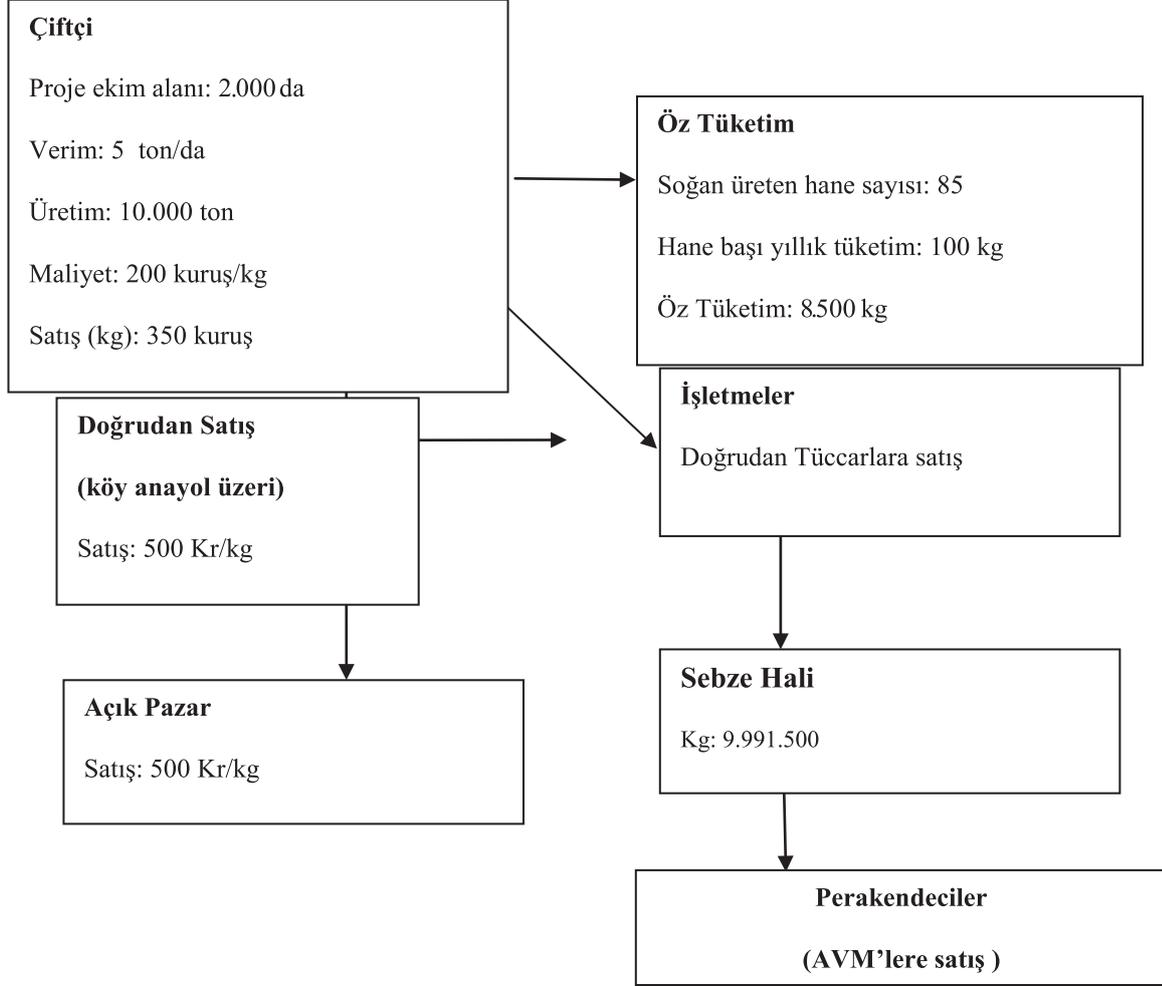 Çiftçi
Proje ekim alanı: 2.000 da
Verim: 5 ton/da
Üretim: 10.000 ton
Maliyet: 200 kuruş/kg
Satış (kg): 350 kuruş
Öz Tüketim
Soğan üreten hane sayısı: 85
Hane başı yıllık tüketim: 100 kg
Öz Tüketim: 8.500 kg
Doğrudan Satış
(köy anayol üzeri)
Satış: 500 Kr/kg
İşletmeler
Doğrudan Tüccarlara satış
Açık Pazar
Satış: 500 Kr/kg
Sebze Hali
Kg: 9.991.500
Perakendeciler
(AVM’lere satış )